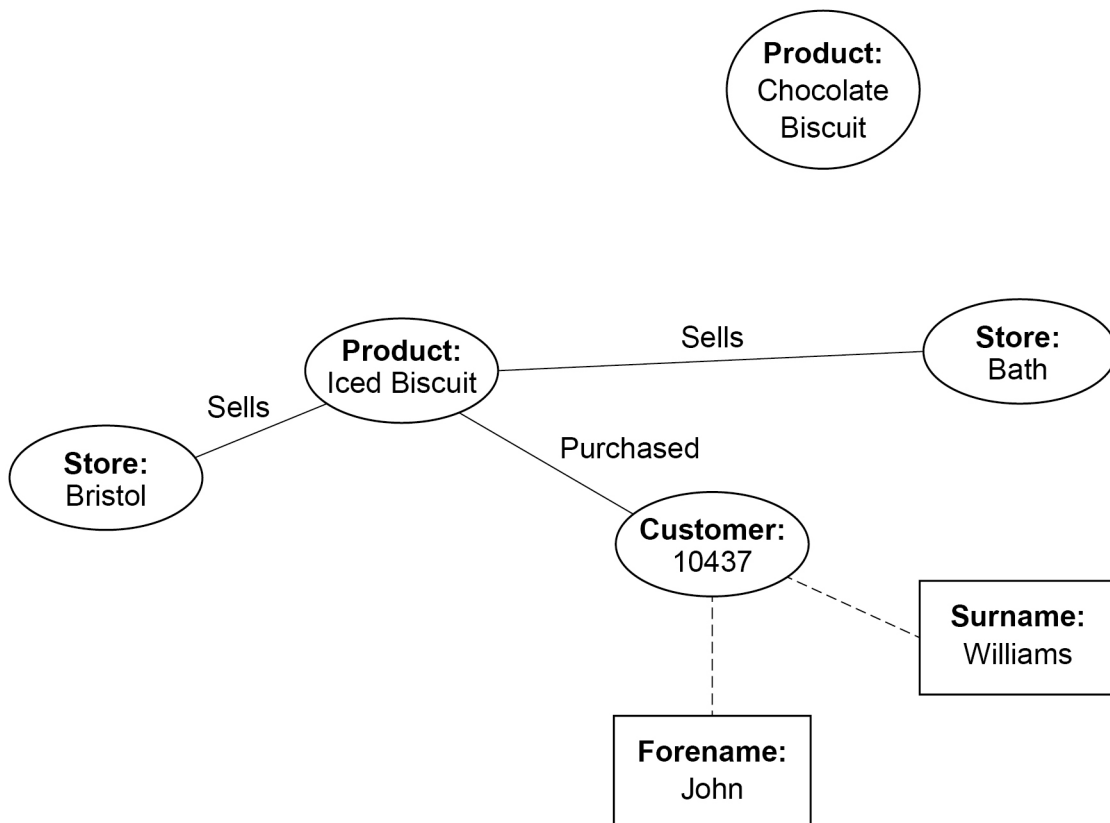 Product:
Chocolate
Biscuit
Sells
Store:
Bath
Product:
Iced Biscuit
Sells
Store:
Bristol
Purchased
Customer:
10437
Surname:
Williams
Forename:
John